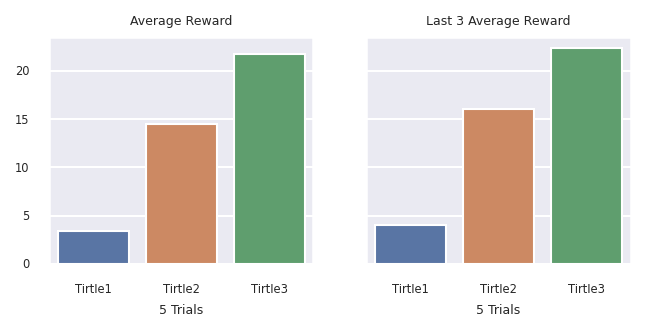 Average Reward
Last 3 Average Reward
20
15
10
5
0
Tirtle1 Tirtle2 Tirtle3
5 Trials
Tirtle1 Tirtle2 Tirtle3
5 Trials